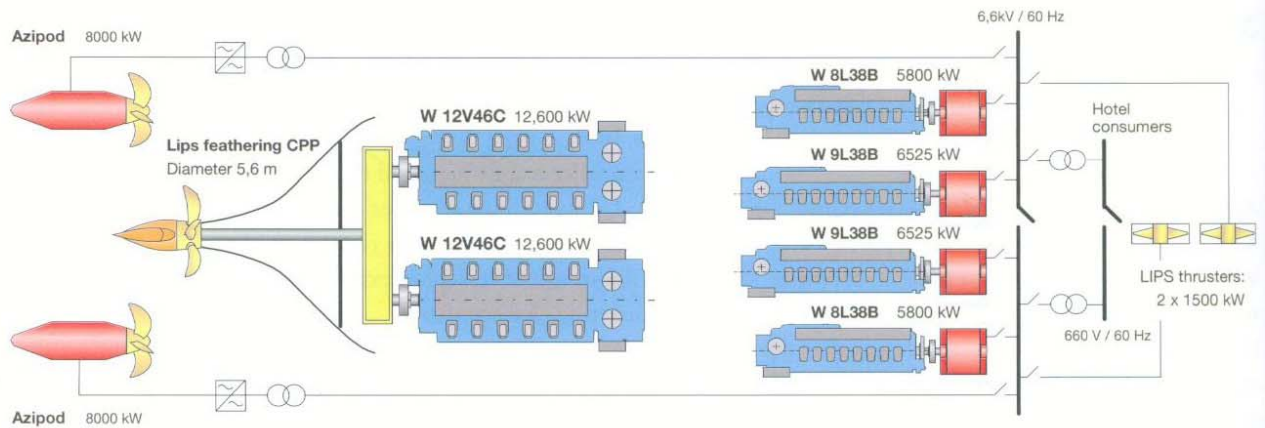 6,6kV / 60 Hz
Azipod 8000 kW
W 8L38B 5800 kW
W 12V46C 12,600 kW
Hotel
consumers
Lips feathering CPP
Diameter 5,6 m
W 9L38B 6525 kW
W 12V46C 12,600 kW
W 9L38B 6525 kW
LIPS thrusters:
2 x 1500 kW
W 8L38B 5800 kW
660 V / 60 Hz
Azipod 8000 kW